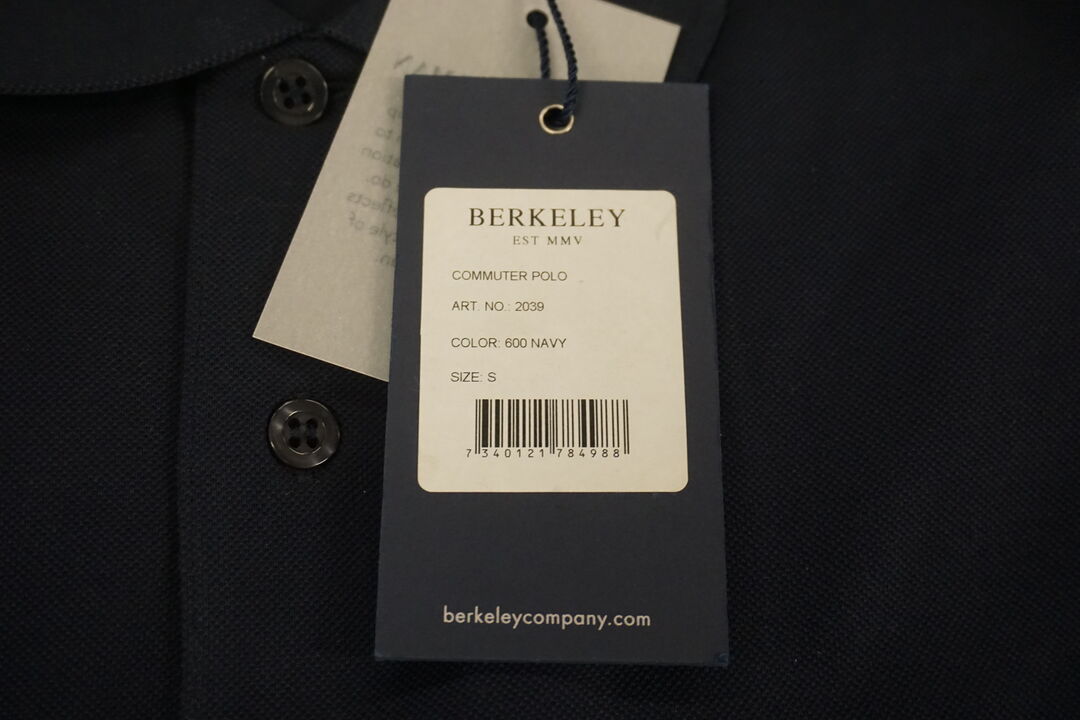 BERKELEY
EST MMV
COMMUTER POLO
ART. NO.: 2039
COLOR: 600 NAVY
SIZE: S
7 340121 784988
berkeleycompany.com